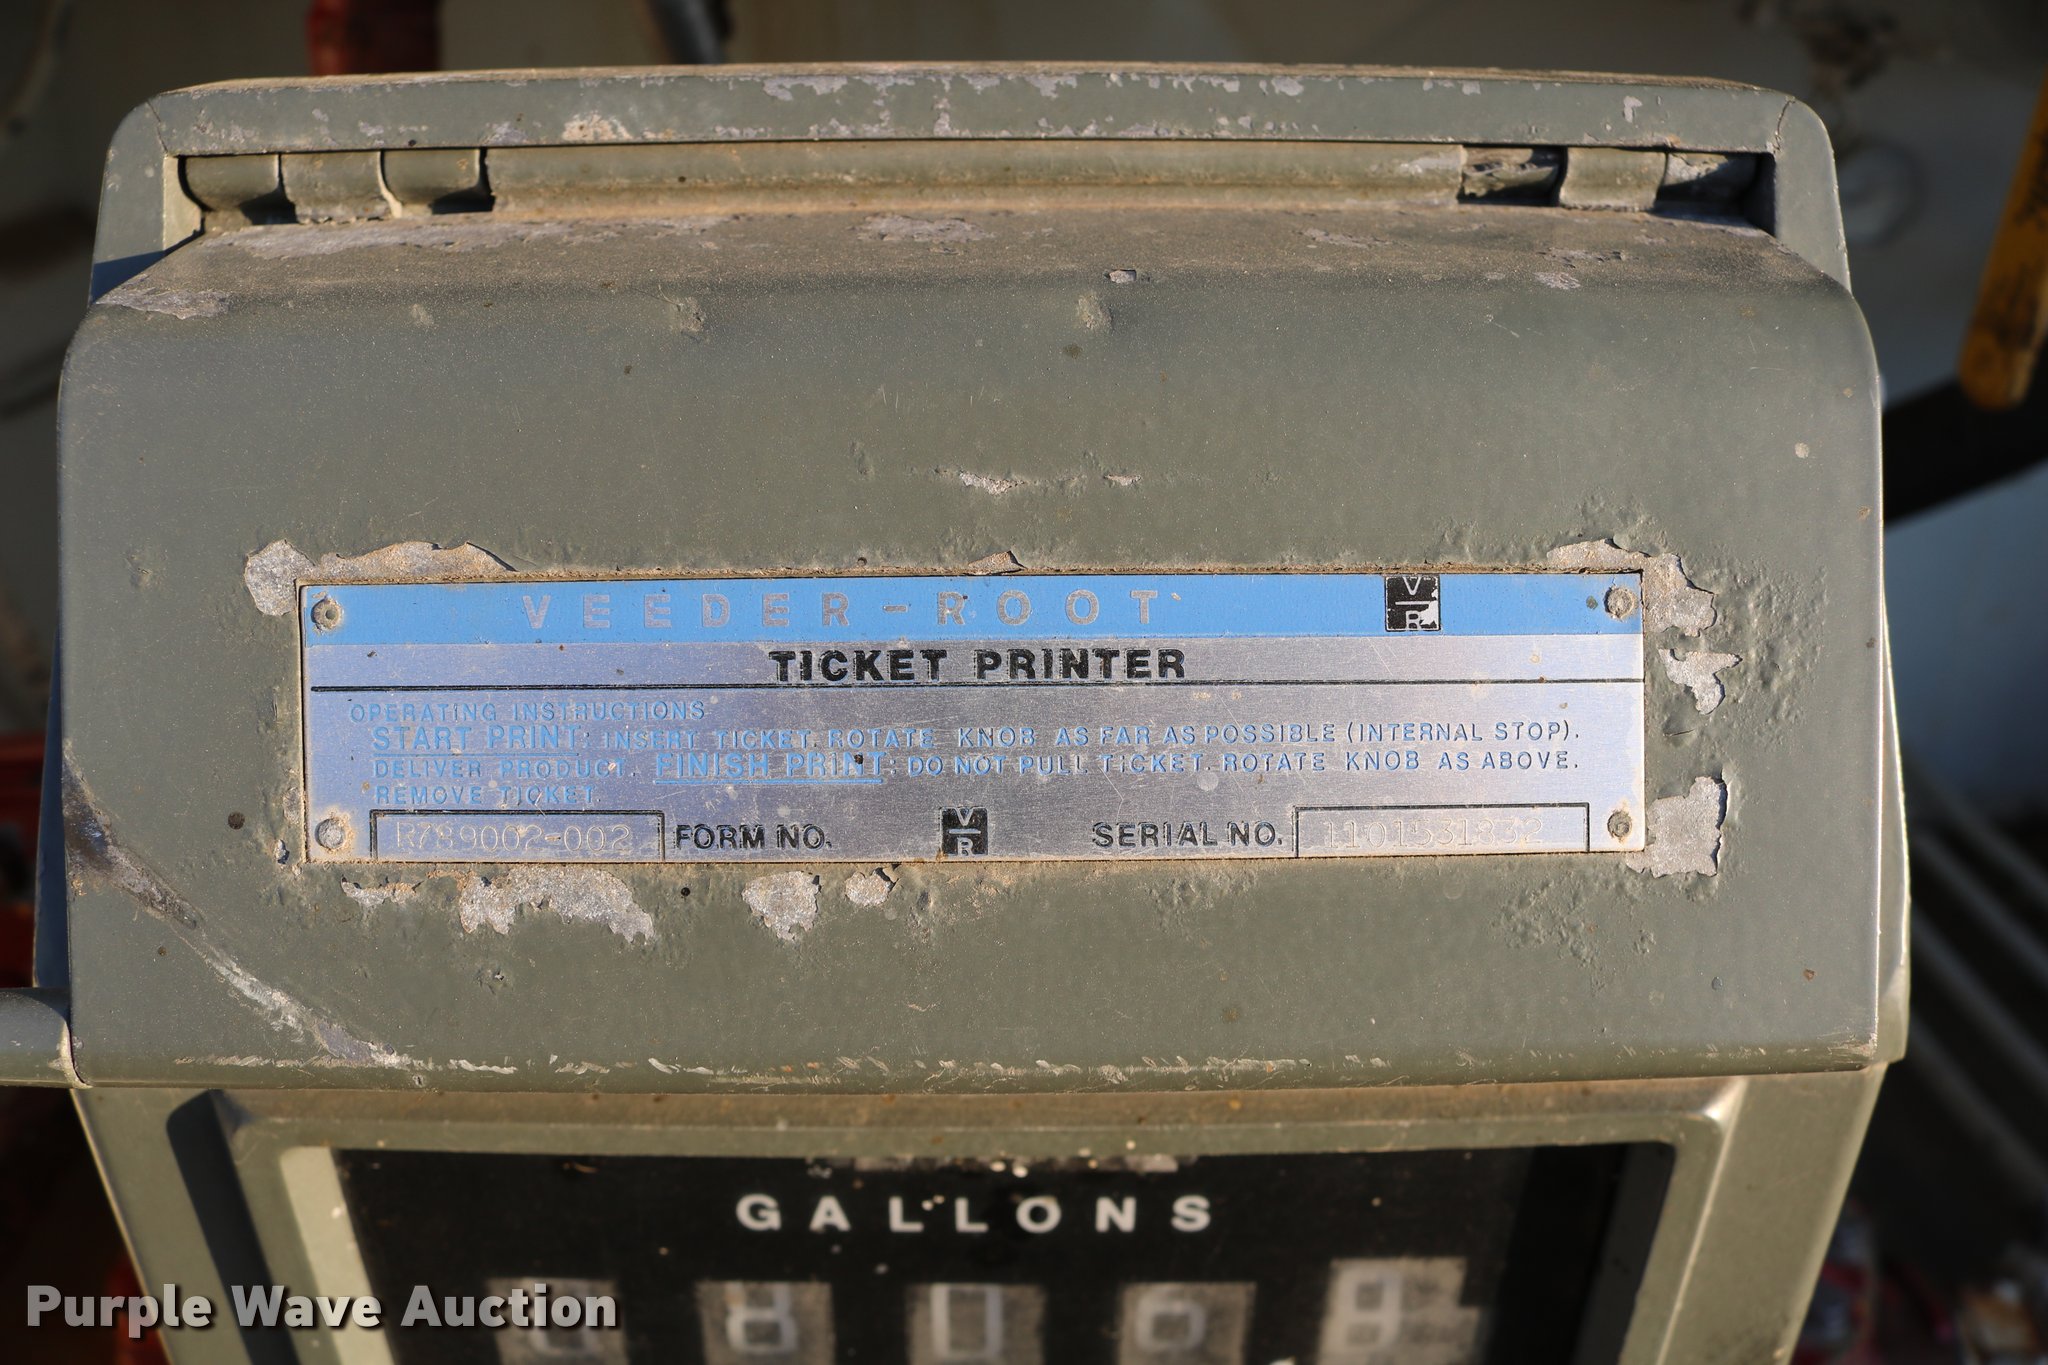 VEEDER-ROOT
V
R
TICKET PRINTER
OPERATING INSTRUCTIONS
START PRINT: INSERT TICKET. ROTATE KNOB AS FAR AS POSSIBLE (INTERNAL STOP).
DELIVER PRODUCT. FINISH PRINT: DO NOT PULL TICKET. ROTATE KNOB AS ABOVE.
REMOVE TICKET.
R789002-002 FORM NO. V R SERIAL NO.
GALLONS
Purple Wave Auction